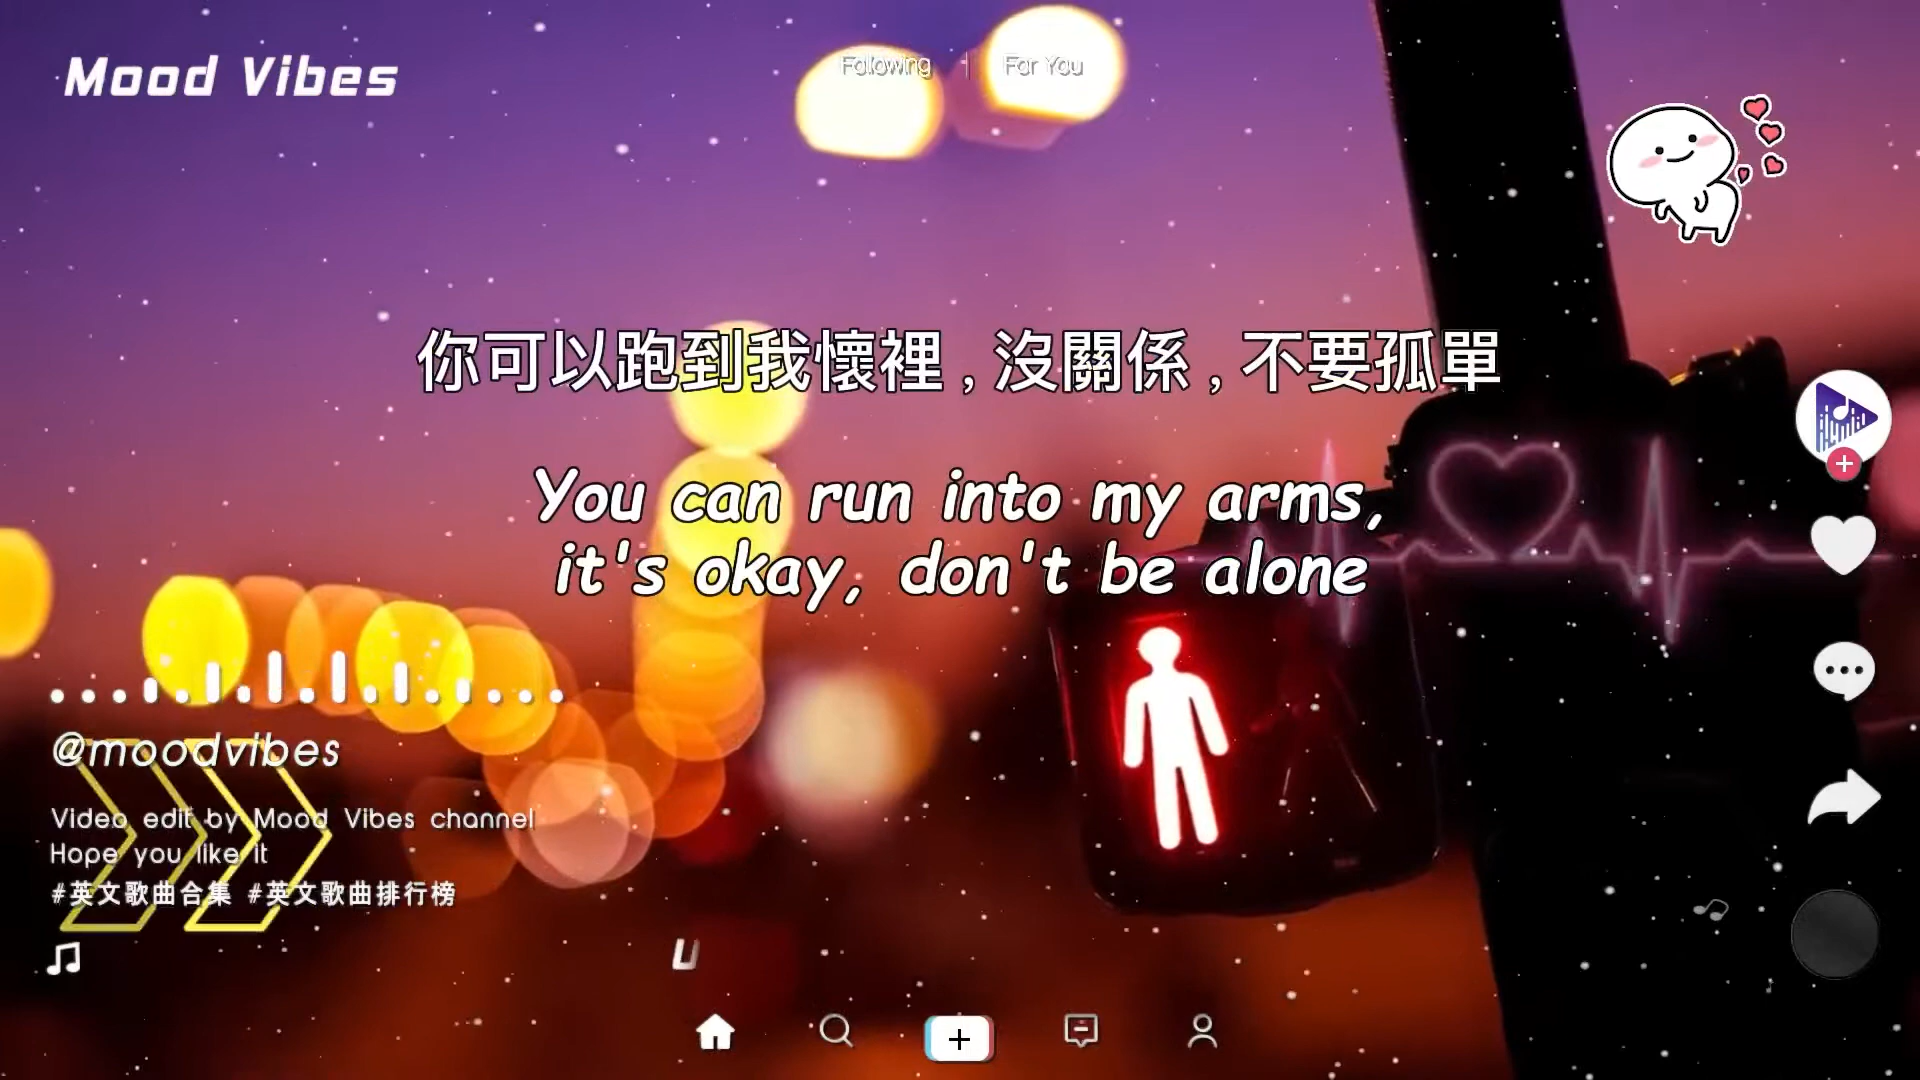 Mood Vibes
Following | For You
你可以跑到我懷裡,沒關係,不要孤單
You can run into my arms,
it's okay, don't be alone
@moodvibes
Video edit by Mood Vibes channel
Hope you like it
#英文歌曲合集 #英文歌曲排行榜
U